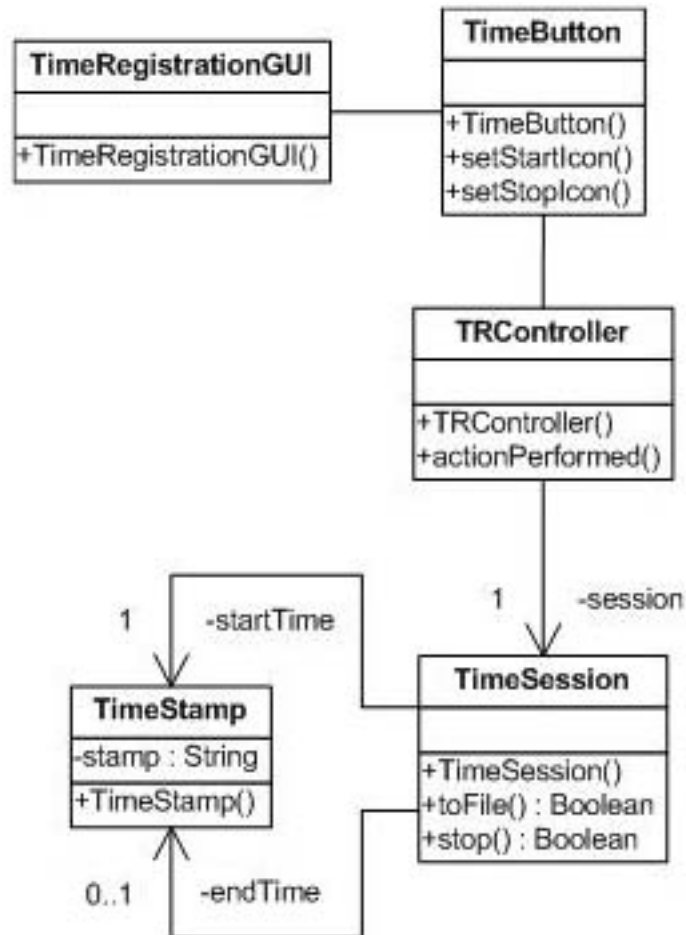 TimeButton
+TimeButton()
+setStartIcon()
+setStopIcon()
TimeRegistrationGUI
+TimeRegistrationGUI()
TRController
+TRController()
+actionPerformed()
1
-session
1
-startTime
TimeStamp
-stamp : String
+TimeStamp()
TimeSession
+TimeSession()
+toFile() : Boolean
+stop() : Boolean
0..1
-endTime